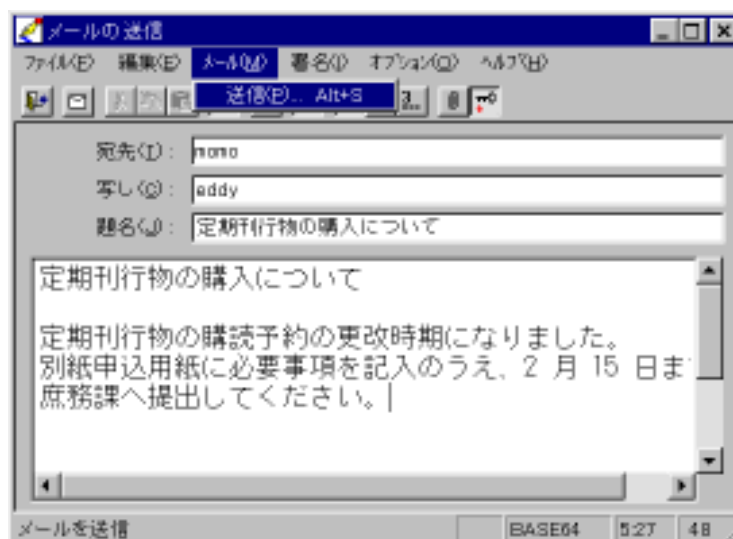 メールの送信
ファイル(F) 編集(E) メール(M) 署名(I) オプション(O) ヘルプ(H)
送信(P)... Alt+S
宛先(T): momo
写し(C): eddy
題名(J): 定期刊行物の購入について
定期刊行物の購入について
定期刊行物の購読予約の更改時期になりました。
別紙申込用紙に必要事項を記入のうえ、2 月 15 日ま
庶務課へ提出してください。
メールを送信 BASE64 5:27 48